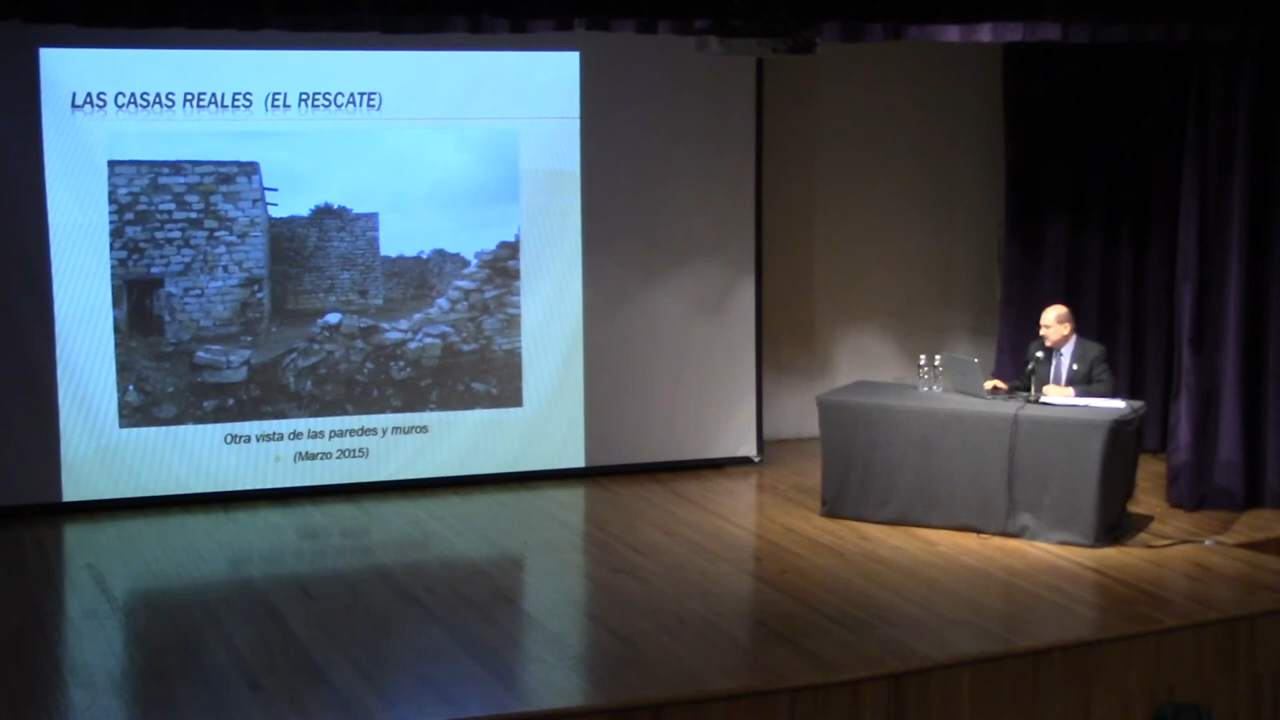 LAS CASAS REALES (EL RESCATE)
Otra vista de las paredes y muros
(Marzo 2015)